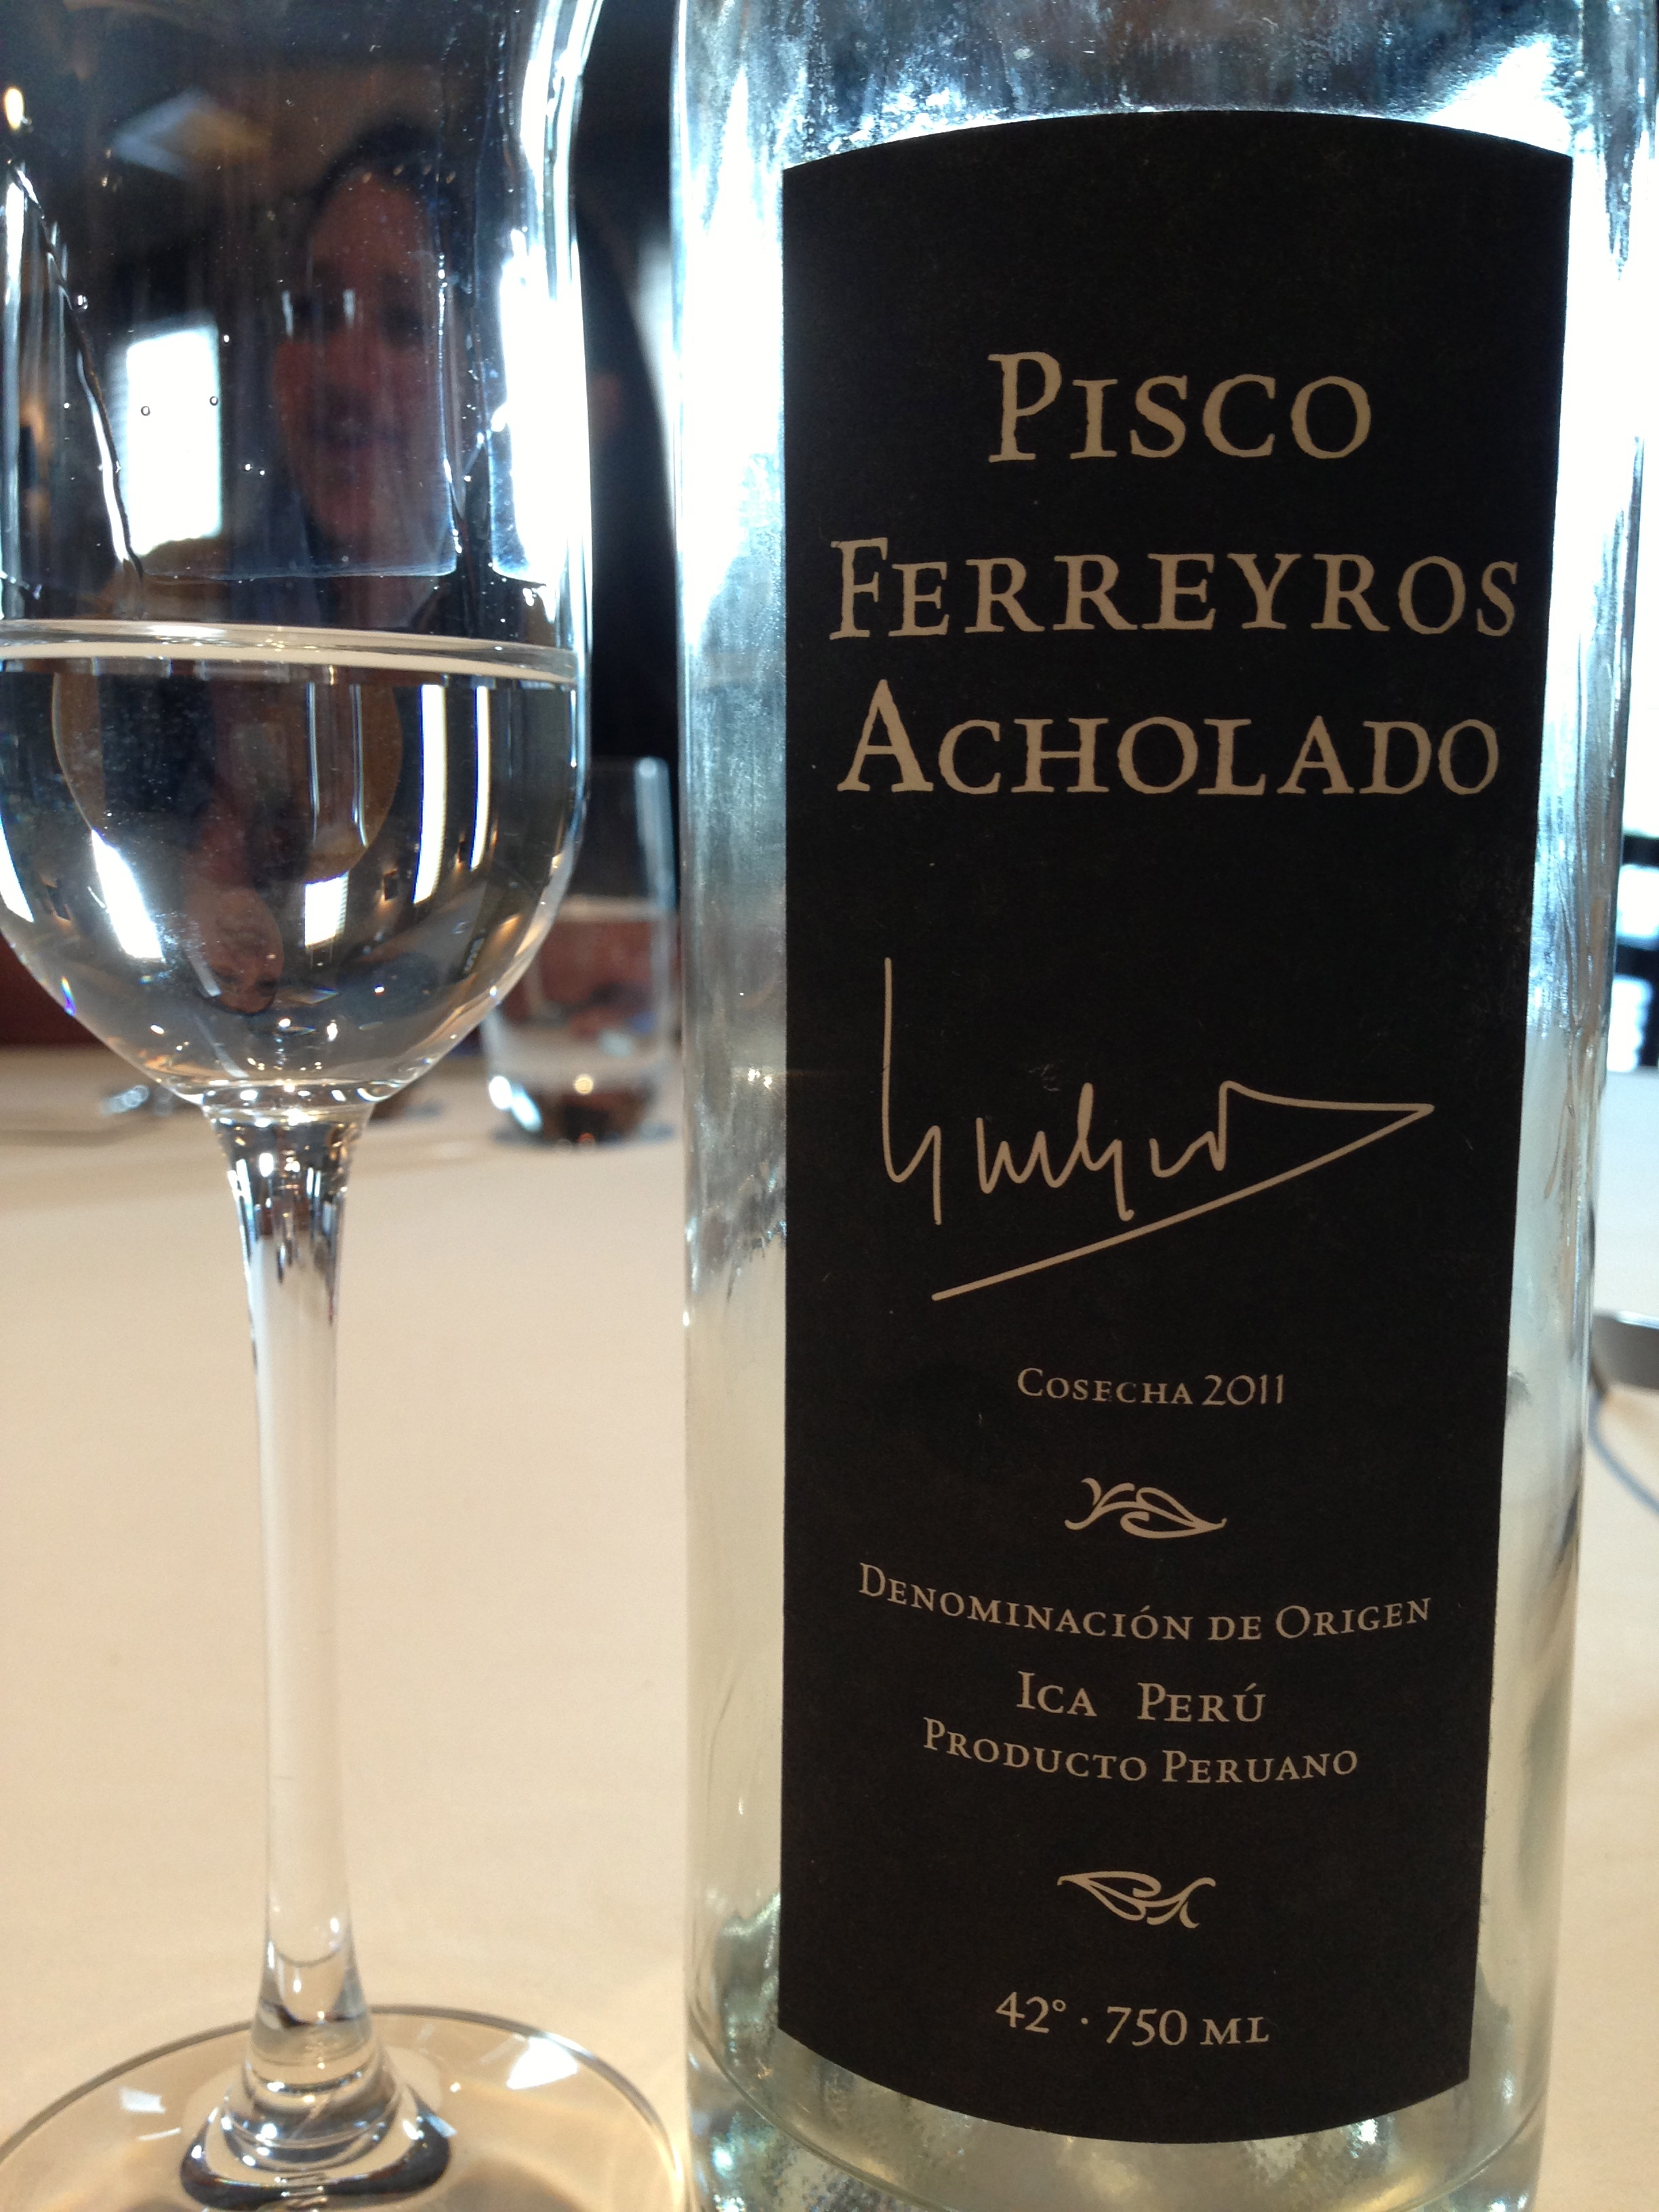 Pisco
Ferreyros
Acholado
Cosecha 2011
Denominación de Origen
Ica Perú
Producto Peruano
42° · 750 ML